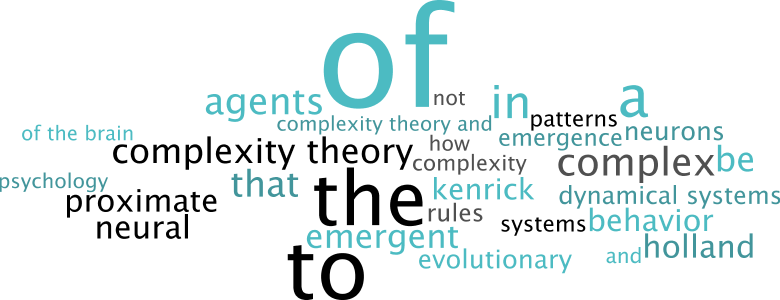 of
agents
not
in
a
patterns
complexity theory and
of the brain
emergence
neurons
how
complexity theory
complexity
complex
be
psychology
that
the
kenrick
dynamical systems
proximate
rules
neural
systems
behavior
emergent
holland
to
evolutionary
and